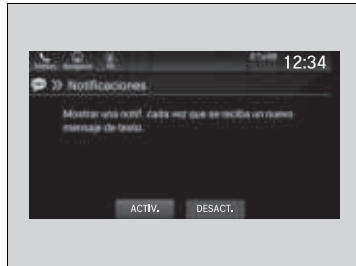 12:34
Notificaciones
Mostrar una notif. cada vez que se reciba un nuevo
mensaje de texto.
ACTIV.
DESACT.